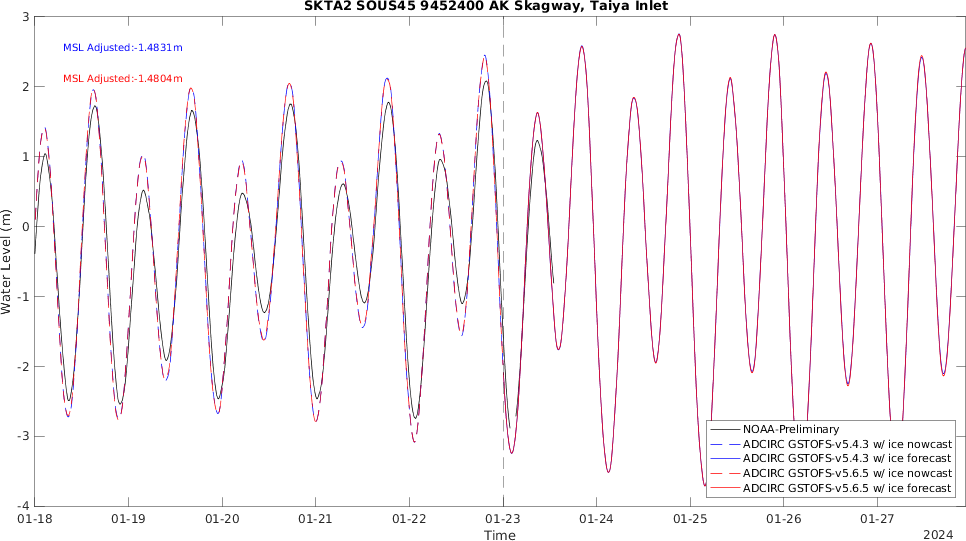 SKTA2 SOUS45 9452400 AK Skagway, Taiya Inlet
3
MSL Adjusted:-1.4831m
MSL Adjusted:-1.4804m
2
1
0
-1
-2
-3
-4
Water Level (m)
NOAA-Preliminary
ADCIRC GSTOFS-v5.4.3 w/ ice nowcast
ADCIRC GSTOFS-v5.4.3 w/ ice forecast
ADCIRC GSTOFS-v5.6.5 w/ ice nowcast
ADCIRC GSTOFS-v5.6.5 w/ ice forecast
01-18 01-19 01-20 01-21 01-22 01-23 01-24 01-25 01-26 01-27
Time
2024